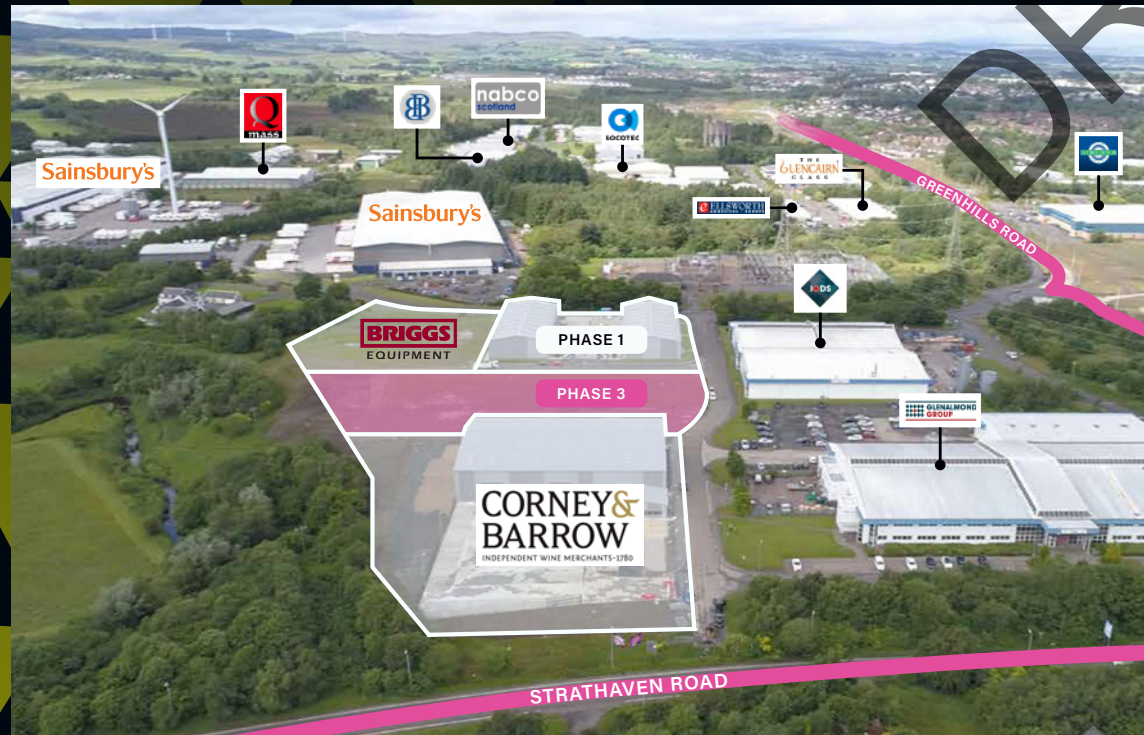 DR
Sainsbury's
Q
mass
B
nabco
scotland
SOCOTEC
Sainsbury's
THE
GLENCAIRN
GLASS
ELLSWORTH
GREENHILLS ROAD
BRIGGS
EQUIPMENT
PHASE 1
PHASE 3
GLENALMOND
GROUP
CORNEY&
BARROW
INDEPENDENT WINE MERCHANTS-1780
STRATHAVEN ROAD